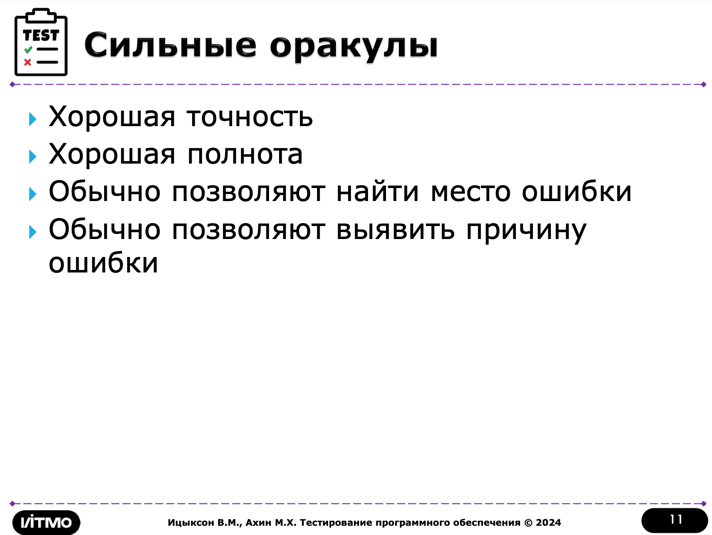 TEST
Сильные оракулы
Хорошая точность
Хорошая полнота
Обычно позволяют найти место ошибки
Обычно позволяют выявить причину
ошибки
ИТМО
Ицыксон В.М., Ахин М.Х. Тестирование программного обеспечения © 2024
11